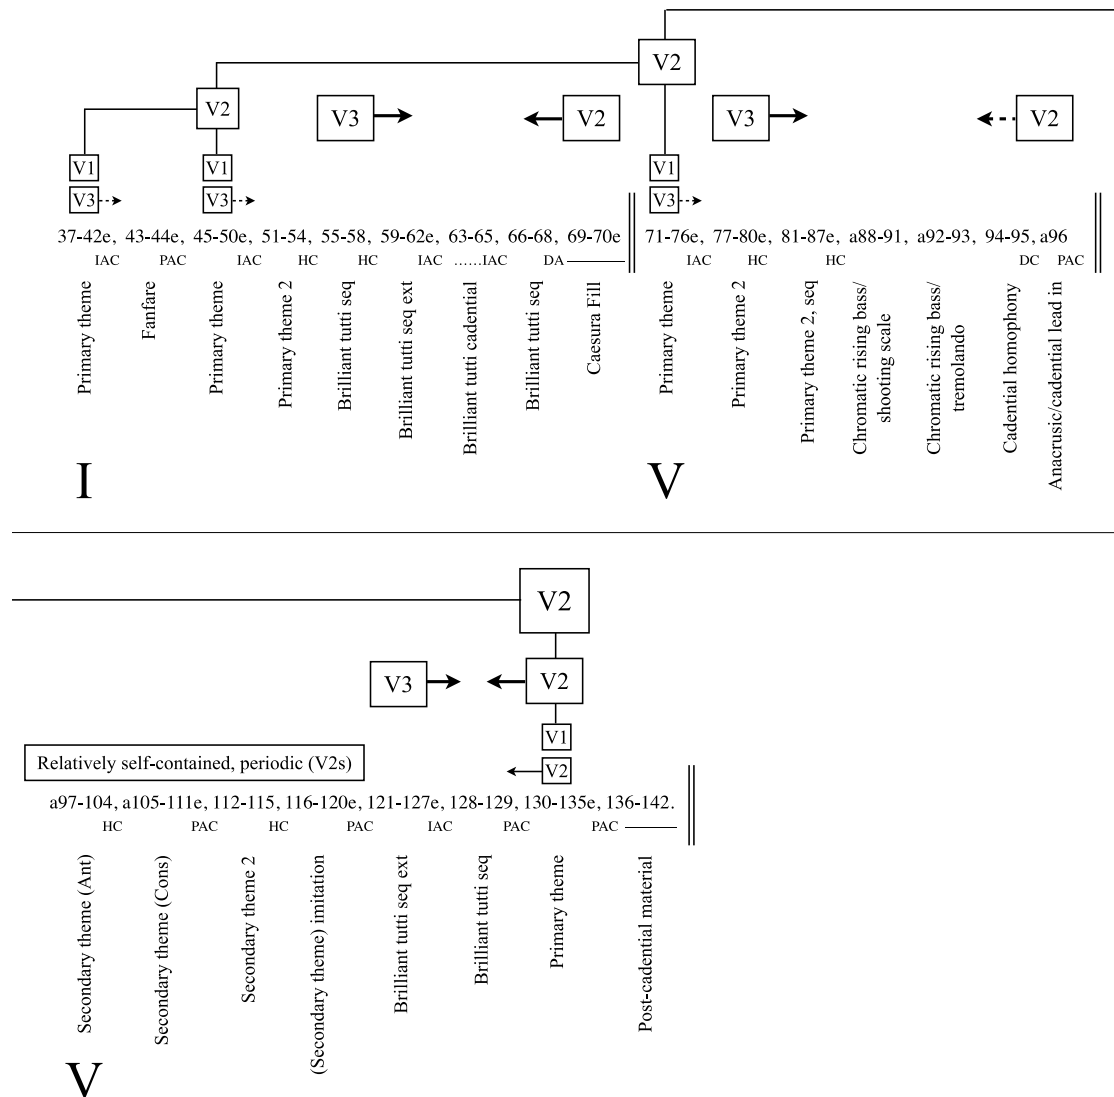 V2
V2
V3
V2
V3
V2
V1
V1
V1
V3
V3
V3
37-42e, 43-44e, 45-50e, 51-54, 55-58, 59-62e, 63-65, 66-68, 69-70e
71-76e, 77-80e, 81-87e, a88-91, a92-93, 94-95, a96
IAC PAC IAC HC HC IAC ......IAC DA
IAC HC HC DC PAC
Primary theme
Fanfare
Primary theme
Primary theme 2
Brilliant tutti seq
Brilliant tutti seq ext
Brilliant tutti cadential
Brilliant tutti seq
Caesura Fill
Primary theme
Primary theme 2
Primary theme 2, seq
Chromatic rising bass/
shooting scale
Chromatic rising bass/
tremolando
Cadential homophony
Anacrusic/cadential lead in
I
V
V2
V3
V2
V1
V2
Relatively self-contained, periodic (V2s)
a97-104, a105-111e, 112-115, 116-120e, 121-127e, 128-129, 130-135e, 136-142.
HC PAC HC PAC IAC PAC PAC
Secondary theme (Ant)
Secondary theme (Cons)
Secondary theme 2
(Secondary theme) imitation
Brilliant tutti seq ext
Brilliant tutti seq
Primary theme
Post-cadential material
V